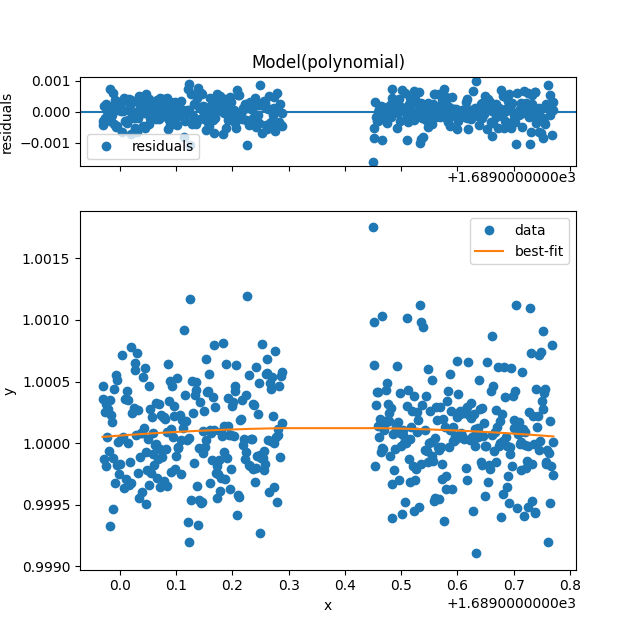 Model(polynomial)
0.001
0.000
−0.001
residuals
residuals
+1.6890000000e3
1.0015
1.0010
1.0005
1.0000
0.9995
0.9990
y
data
best-fit
0.0 0.1 0.2 0.3 0.4 0.5 0.6 0.7 0.8
x
+1.6890000000e3